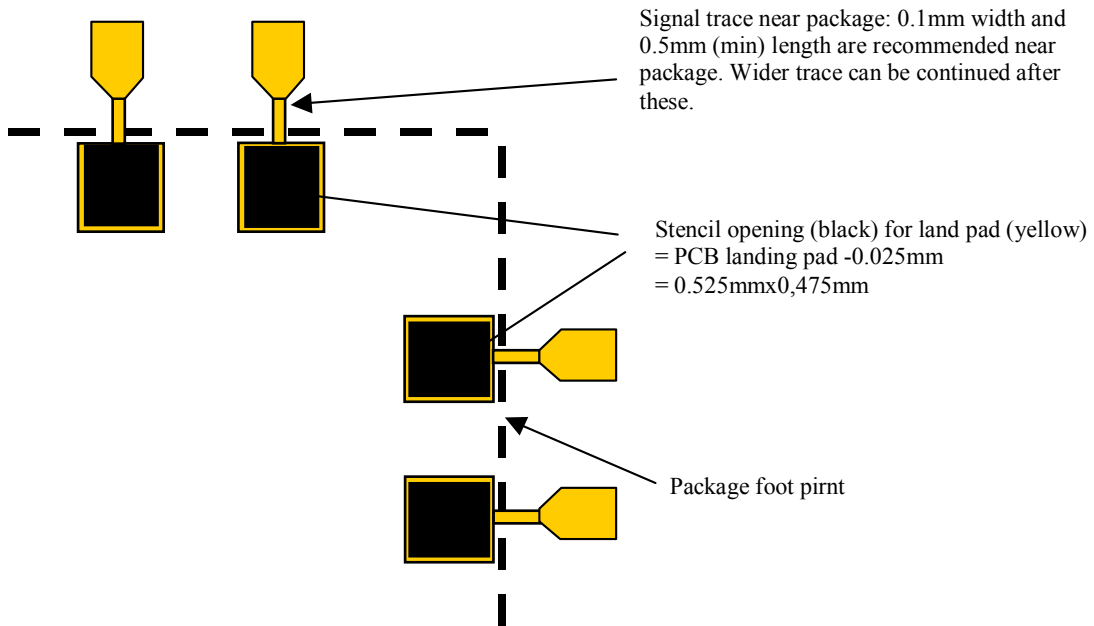 Signal trace near package: 0.1mm width and
0.5mm (min) length are recommended near
package. Wider trace can be continued after
these.
Stencil opening (black) for land pad (yellow)
= PCB landing pad -0.025mm
= 0.525mmx0,475mm
Package foot pirnt